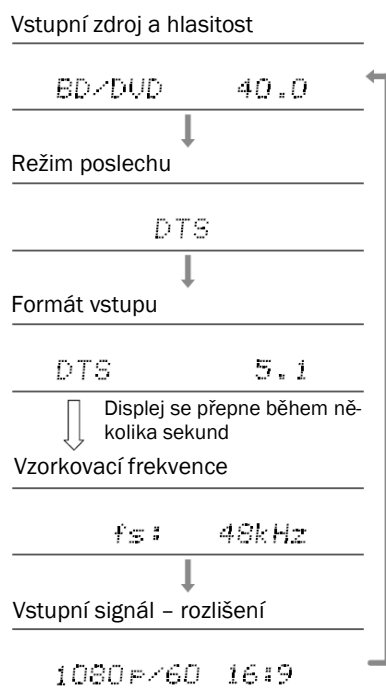 Vstupní zdroj a hlasitost
BD/DVD 40.0
Režim poslechu
DTS
Formát vstupu
DTS 5.1
Displej se přepne během ně-
kolika sekund
Vzorkovací frekvence
fs: 48kHz
Vstupní signál – rozlišení
1080p/60 16:9